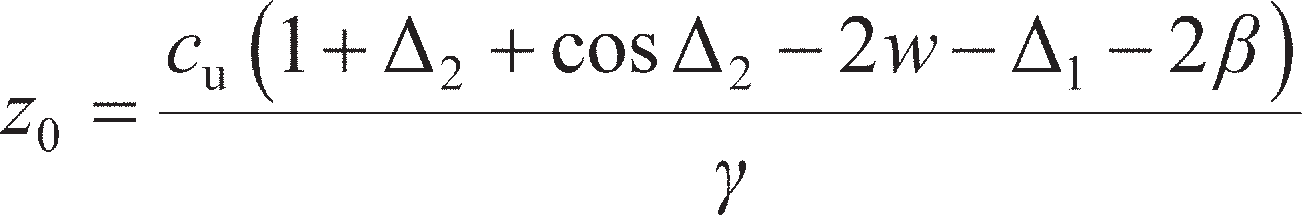 z₀ = cᵤ (1 + Δ₂ + cos Δ₂ − 2w − Δ₁ − 2β) / γ